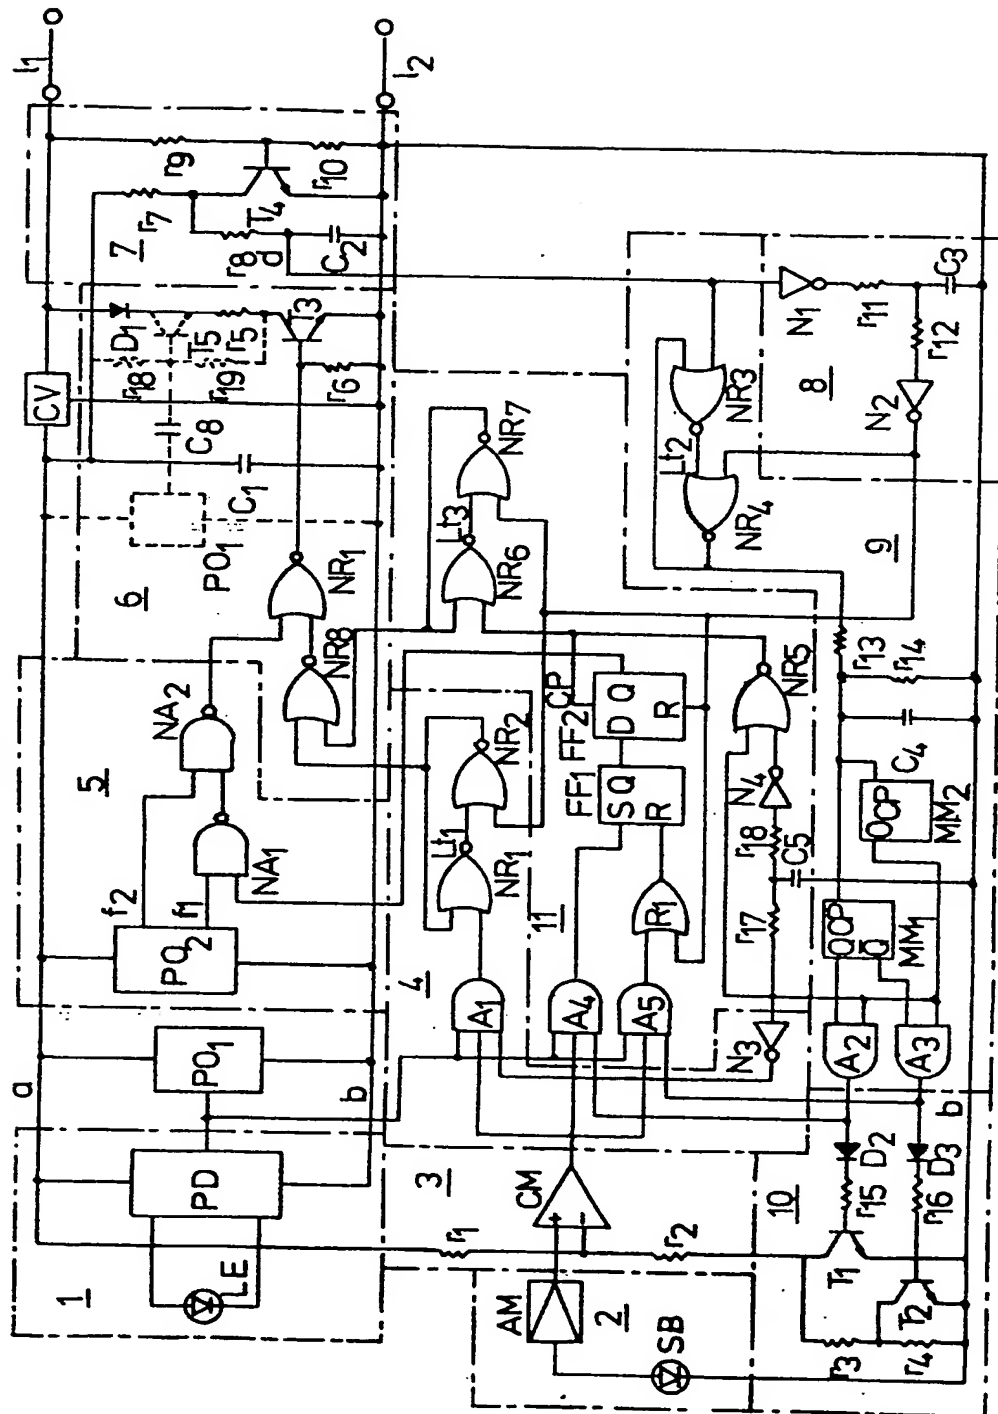 l1
l2
a
b
1
LE
PD
PO1
PO2
f2
f1
5
NA1
NA2
6
PO1
C8
C1
CV
r18
r19
D1
T5
r5
T3
r6
7
r7
r8
d
C2
T4
r9
r10
NR1
NR8
4
A1
Lt1
NR1
NR2
Lt3
NR6
NR7
11
A4
A5
R1
FF1
S Q
R
FF2
CP
D Q
R
N3
r17
C5
r18
N4
NR5
Lt2
NR3
NR4
9
8
N1
r11
C3
r12
N2
r13
r14
C4
MM2
CP
Q
MM1
CP
Q
Q̅
A2
A3
b
D2
D3
r15
r16
10
T1
T2
r3
r4
3
CM
+
−
r1
r2
AM
2
SB